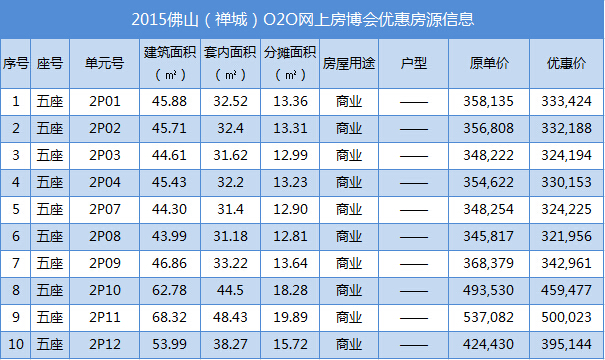 2015佛山（禅城）O2O网上房博会优惠房源信息
序号 座号 单元号 建筑面积（㎡） 套内面积（㎡） 分摊面积（㎡） 房屋用途 户型 原单价 优惠价
1 五座 2P01 45.88 32.52 13.36 商业 —— 358,135 333,424
2 五座 2P02 45.71 32.4 13.31 商业 —— 356,808 332,188
3 五座 2P03 44.61 31.62 12.99 商业 —— 348,222 324,194
4 五座 2P04 45.43 32.2 13.23 商业 —— 354,622 330,153
5 五座 2P07 44.30 31.4 12.90 商业 —— 348,254 324,225
6 五座 2P08 43.99 31.18 12.81 商业 —— 345,817 321,956
7 五座 2P09 46.86 33.22 13.64 商业 —— 368,379 342,961
8 五座 2P10 62.78 44.5 18.28 商业 —— 493,530 459,477
9 五座 2P11 68.32 48.43 19.89 商业 —— 537,082 500,023
10 五座 2P12 53.99 38.27 15.72 商业 —— 424,430 395,144